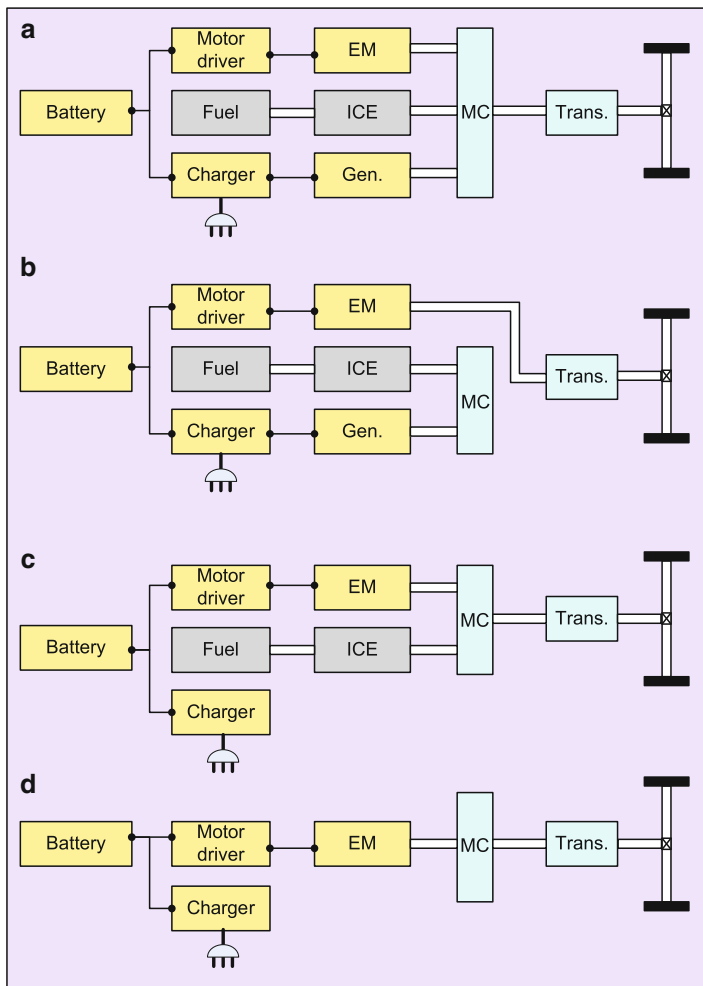 a
Motor
driver
EM
Battery
Fuel
ICE
MC
Trans.
Charger
Gen.
b
Motor
driver
EM
Battery
Fuel
ICE
MC
Trans.
Charger
Gen.
c
Motor
driver
EM
Battery
Fuel
ICE
MC
Trans.
Charger
d
Battery
Motor
driver
EM
MC
Trans.
Charger